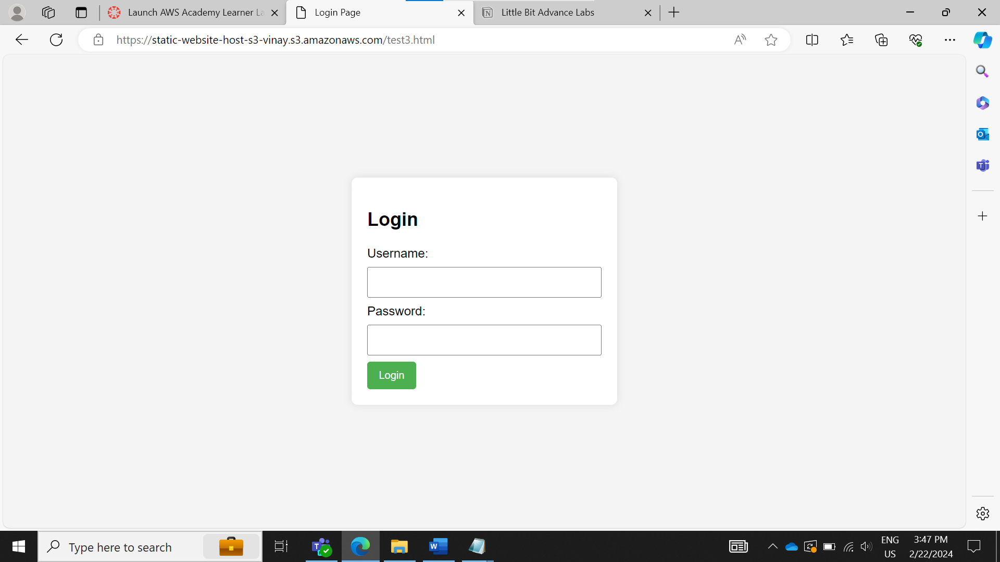 Launch AWS Academy Learner La
Login Page
Little Bit Advance Labs
https://static-website-host-s3-vinay.s3.amazonaws.com/test3.html
Login
Username:
Password:
Login
Type here to search
ENG
US
3:47 PM
2/22/2024